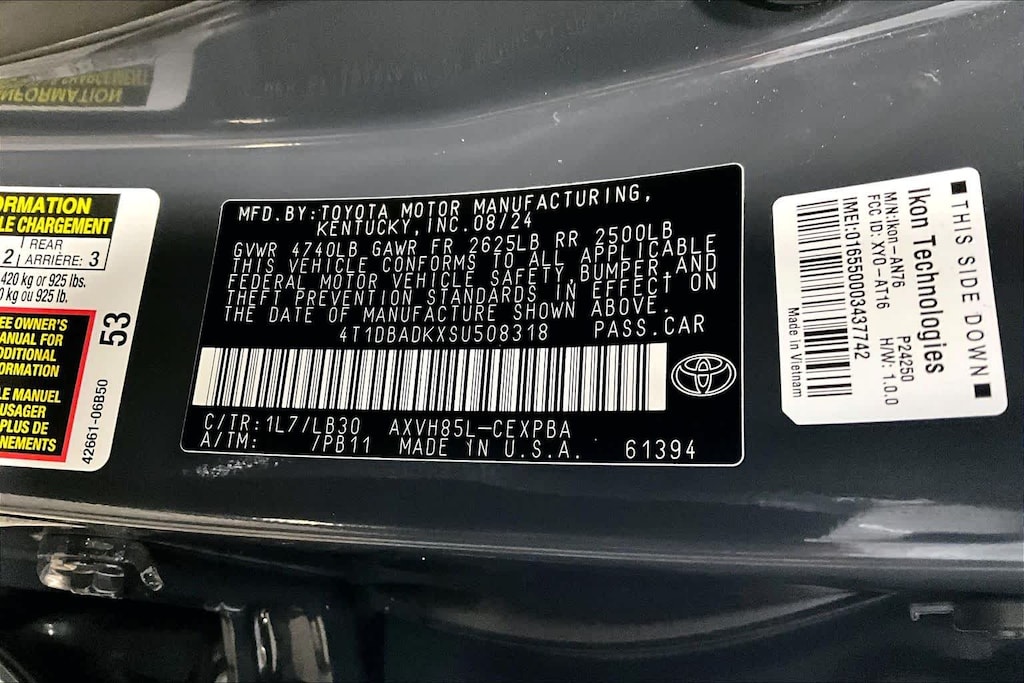 ORMATION
LE CHARGEMENT
2 REAR
ARRIÈRE: 3
420 kg or 925 lbs.
0 kg ou 925 lb.
EE OWNER'S
ANUAL FOR
DDITIONAL
FORMATION
LE MANUEL
USAGER
PLUS DE
NEMENTS
53
42661-06B50
MFD.BY:TOYOTA MOTOR MANUFACTURING,
KENTUCKY,INC.08/24
GVWR 4740LB GAWR FR 2625LB RR 2500LB
THIS VEHICLE CONFORMS TO ALL APPLICABLE
FEDERAL MOTOR VEHICLE SAFETY,BUMPER,AND
THEFT PREVENTION STANDARDS IN EFFECT ON
THE DATE OF MANUFACTURE SHOWN ABOVE.
4T1DBADKXSU508318 PASS.CAR
C/TR:1L7/LB30 AXVH85L-CEXPBA
A/TM: /PB11 MADE IN U.S.A. 61394
THIS SIDE DOWN
Ikon Technologies
M/N:Ikon-AN76 P24250
FCC ID: XYO-AT16 H/W: 1.0.0
IMEI:016550003437742
Made in Vietnam